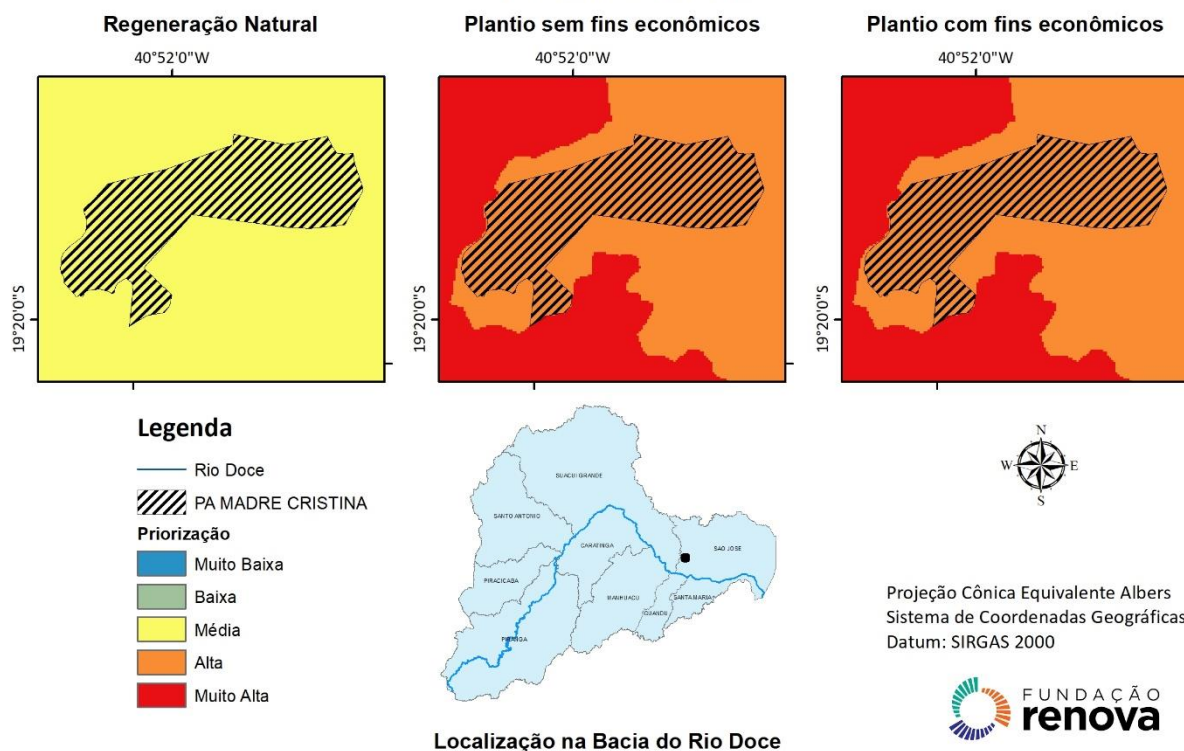 Regeneração Natural
Plantio sem fins econômicos
Plantio com fins econômicos
40°52'0"W
40°52'0"W
40°52'0"W
19°20'0"S
19°20'0"S
19°20'0"S
Legenda
Rio Doce
PA MADRE CRISTINA
Priorização
Muito Baixa
Baixa
Média
Alta
Muito Alta
SUACUI GRANDE
SANTO ANTONIO
CARATINGA
SAO JOSE
PIRACICABA
MANHUACU
GUANDU
SANTA MARIA
PIRANGA
Localização na Bacia do Rio Doce
N
W
E
S
Projeção Cônica Equivalente Albers
Sistema de Coordenadas Geográficas
Datum: SIRGAS 2000
FUNDAÇÃO
renova